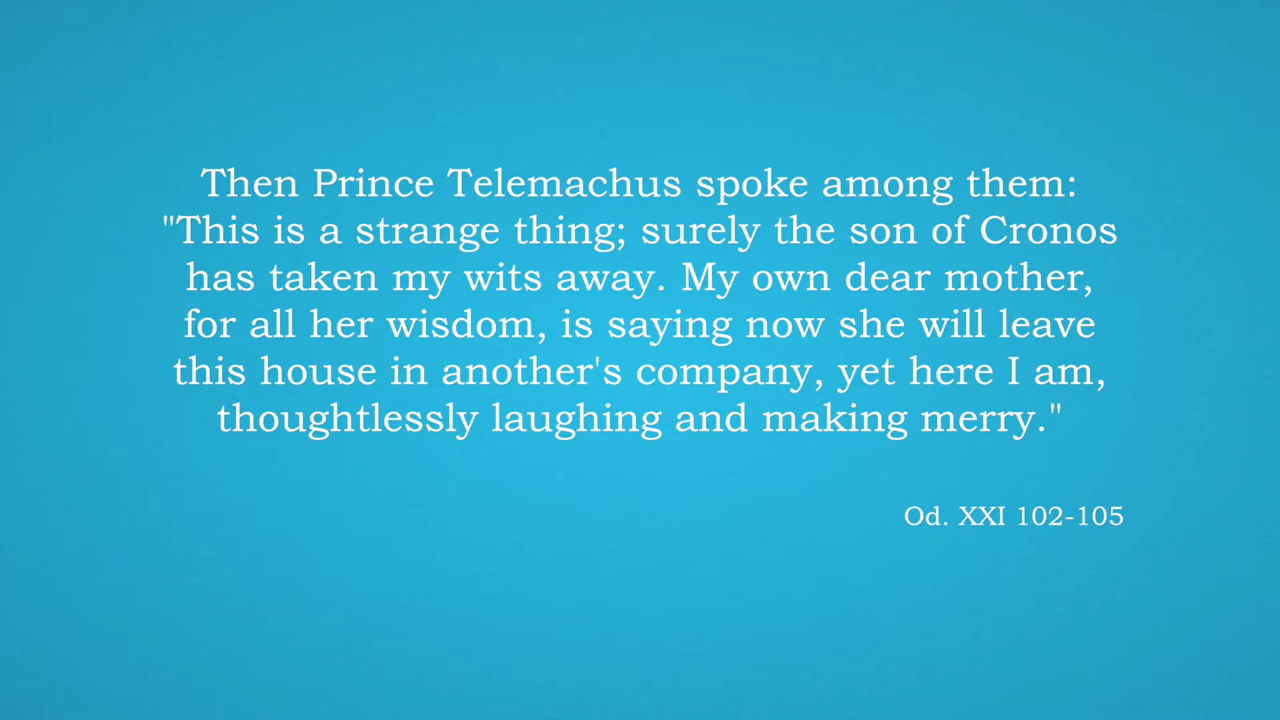 Then Prince Telemachus spoke among them:
"This is a strange thing; surely the son of Cronos
has taken my wits away. My own dear mother,
for all her wisdom, is saying now she will leave
this house in another's company, yet here I am,
thoughtlessly laughing and making merry."
Od. XXI 102-105